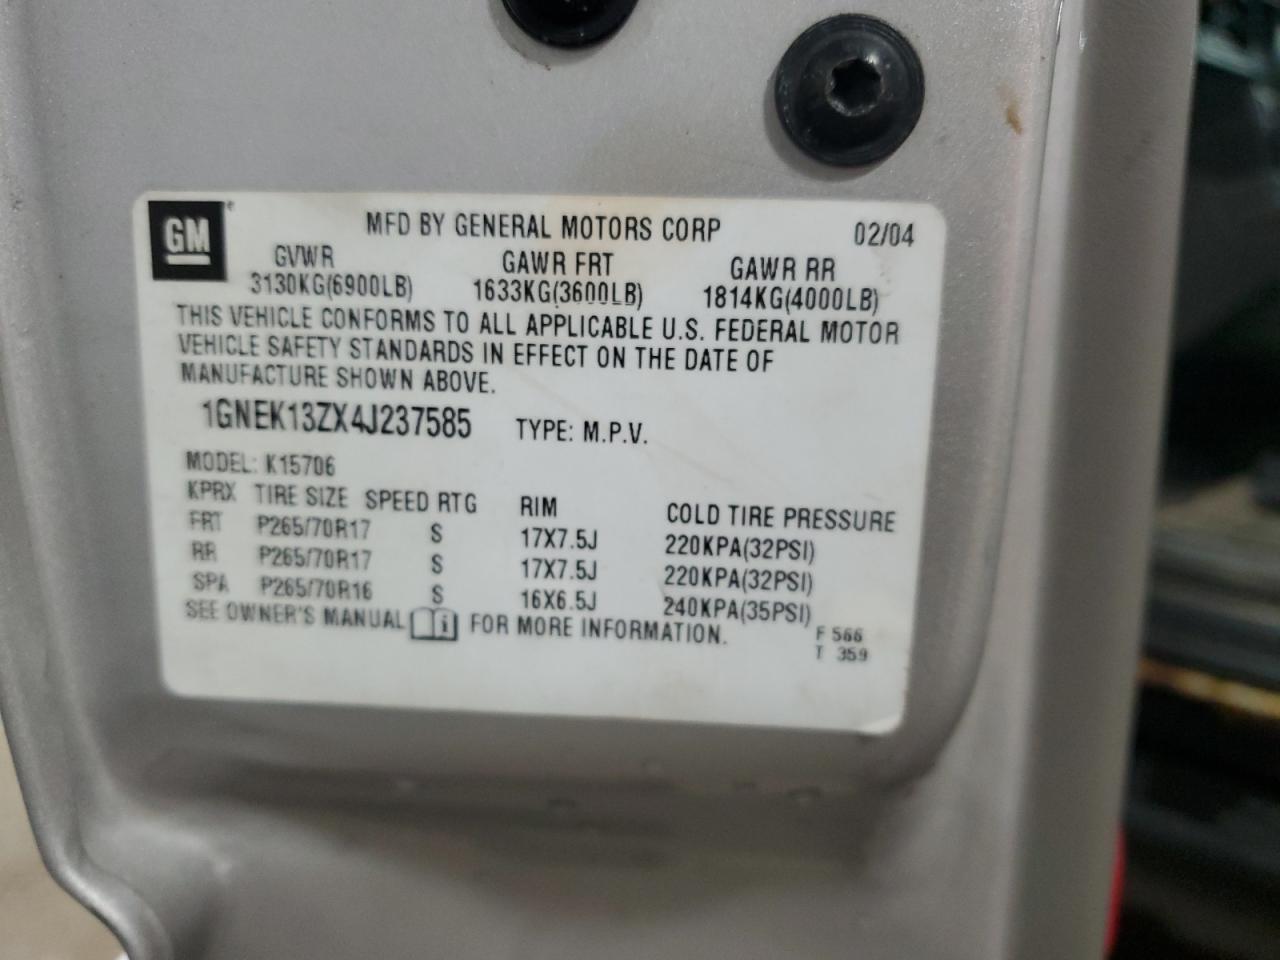 GM®
MFD BY GENERAL MOTORS CORP 02/04
GVWR GAWR FRT GAWR RR
3130KG(6900LB) 1633KG(3600LB) 1814KG(4000LB)
THIS VEHICLE CONFORMS TO ALL APPLICABLE U.S. FEDERAL MOTOR
VEHICLE SAFETY STANDARDS IN EFFECT ON THE DATE OF
MANUFACTURE SHOWN ABOVE.
1GNEK13ZX4J237585 TYPE: M.P.V.
MODEL: K15706
KPRX TIRE SIZE SPEED RTG RIM COLD TIRE PRESSURE
FRT P265/70R17 S 17X7.5J 220KPA(32PSI)
RR P265/70R17 S 17X7.5J 220KPA(32PSI)
SPA P265/70R16 S 16X6.5J 240KPA(35PSI)
SEE OWNER'S MANUAL i FOR MORE INFORMATION.
F 566
T 359